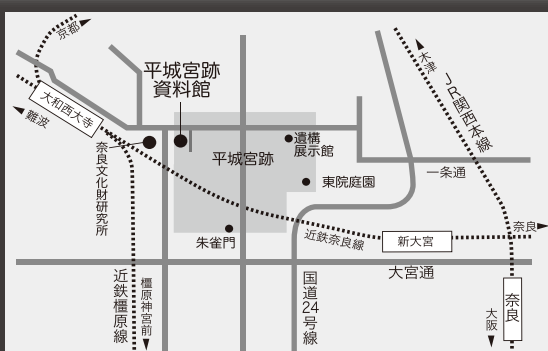 京都
平城宮跡
資料館
木津
JR関西本線
大和西大寺
難波
奈良文化財研究所
遺構
展示館
平城宮跡
東院庭園
一条通
朱雀門
近鉄奈良線
新大宮
奈良
大宮通
近鉄橿原線
橿原神宮前
国道24号線
大阪
奈良